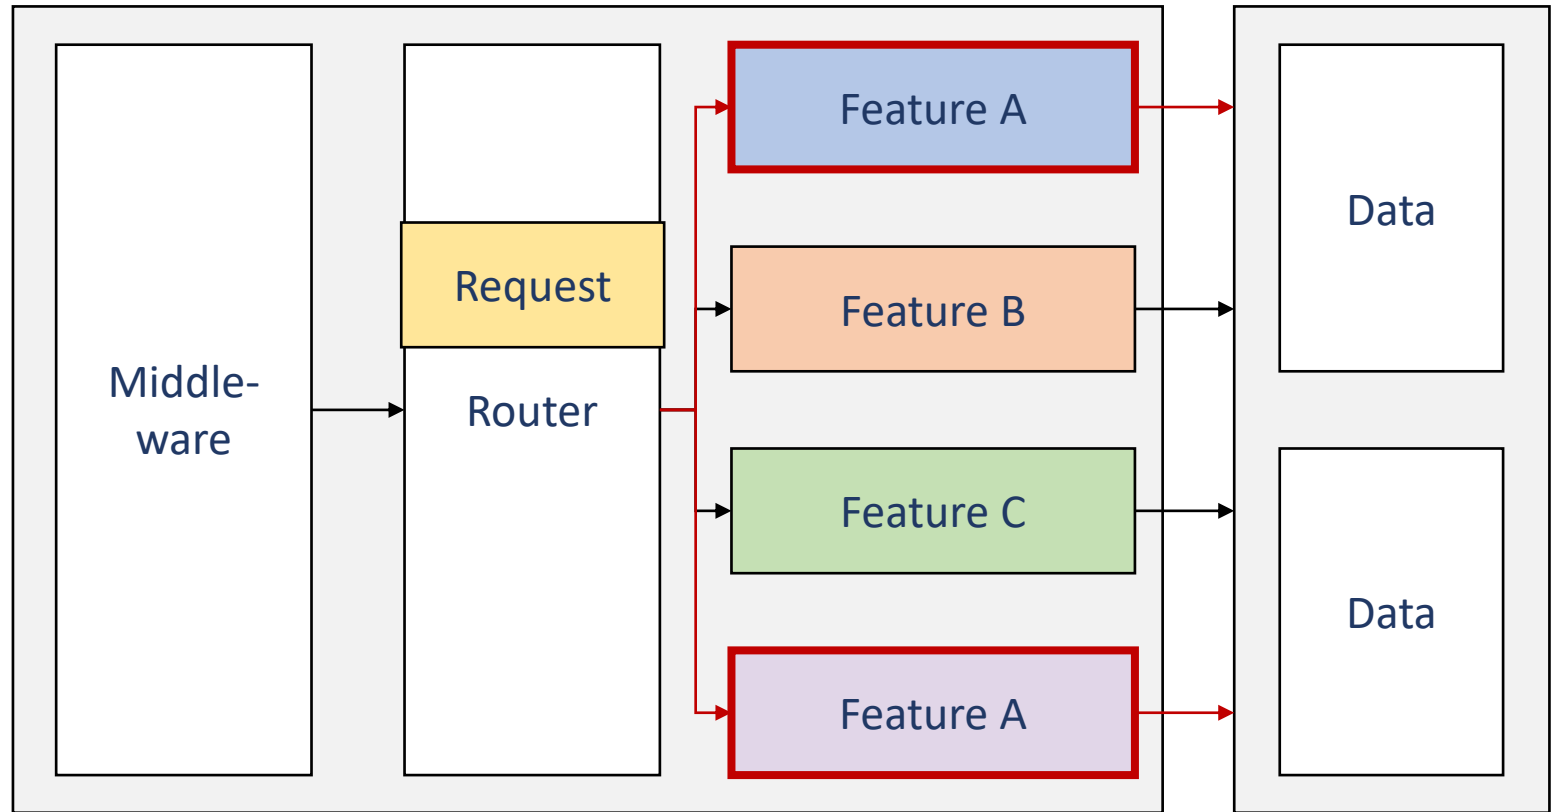 Middle-
ware
Request
Router
Feature A
Feature B
Feature C
Feature A
Data
Data